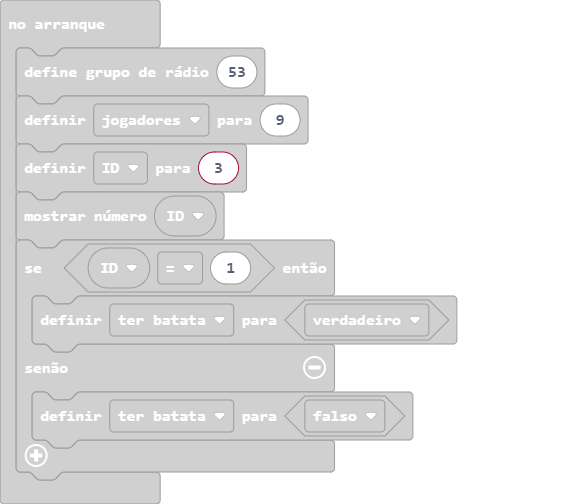 no arranque
define grupo de rádio 53
definir jogadores para 9
definir ID para 3
mostrar número ID
se ID = 1 então
definir ter batata para verdadeiro
senão
definir ter batata para falso